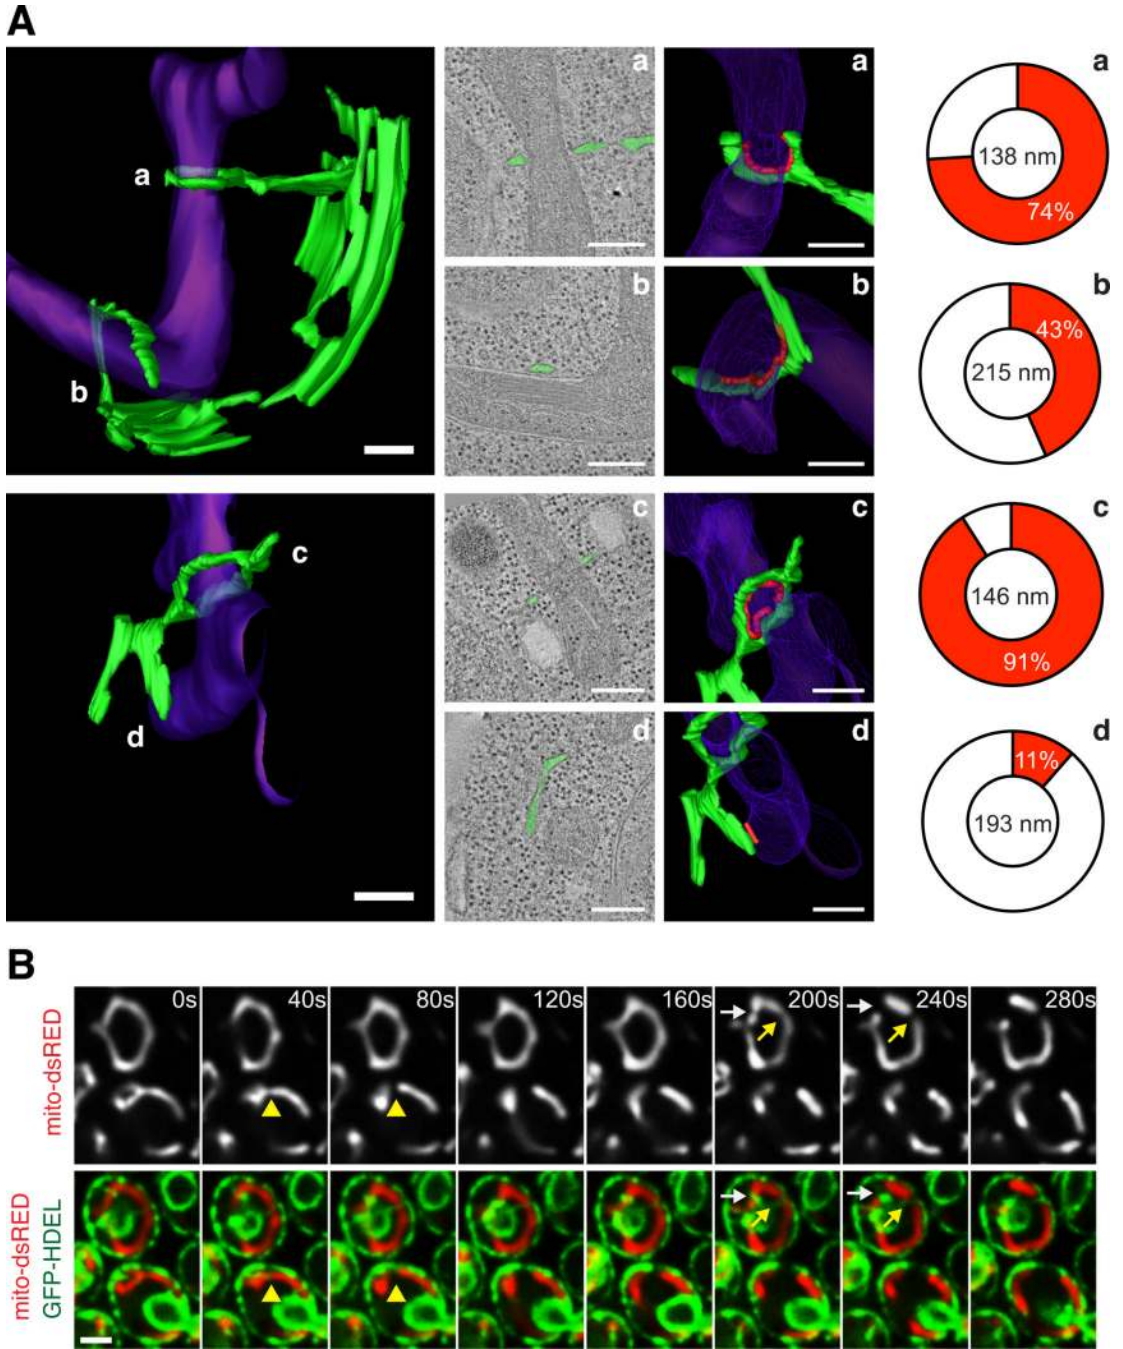 A
a
b
a
a
138 nm
74%
b
b
b
43%
215 nm
c
d
c
c
c
146 nm
91%
d
d
d
11%
193 nm
B
mito-dsRED
0s 40s 80s 120s 160s 200s 240s 280s
mito-dsRED
GFP-HDEL